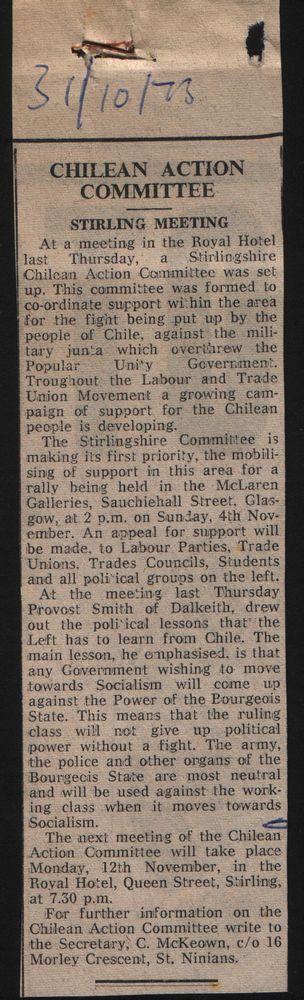 31/10/73
CHILEAN ACTION
COMMITTEE
STIRLING MEETING
At a meeting in the Royal Hotel
last Thursday, a Stirlingshire
Chilean Action Committee was set
up. This committee was formed to
co-ordinate support within the area
for the fight being put up by the
people of Chile, against the mili-
tary junta which overthrew the
Popular Unity Government.
Troughout the Labour and Trade
Union Movement a growing cam-
paign of support for the Chilean
people is developing.
The Stirlingshire Committee is
making its first priority, the mobili-
sing of support in this area for a
rally being held in the McLaren
Galleries, Sauchiehall Street, Glas-
gow, at 2 p.m. on Sunday, 4th Nov-
ember. An appeal for support will
be made, to Labour Parties, Trade
Unions, Trades Councils, Students
and all political groups on the left.
At the meeting last Thursday
Provost Smith of Dalkeith, drew
out the political lessons that the
Left has to learn from Chile. The
main lesson, he emphasised, is that
any Government wishing to move
towards Socialism will come up
against the Power of the Bourgeois
State. This means that the ruling
class will not give up political
power without a fight. The army,
the police and other organs of the
Bourgeois State are most neutral
and will be used against the work-
ing class when it moves towards
Socialism.
The next meeting of the Chilean
Action Committee will take place
Monday, 12th November, in the
Royal Hotel, Queen Street, Stirling,
at 7.30 p.m.
For further information on the
Chilean Action Committee write to
the Secretary, C. McKeown, c/o 16
Morley Crescent, St. Ninians.